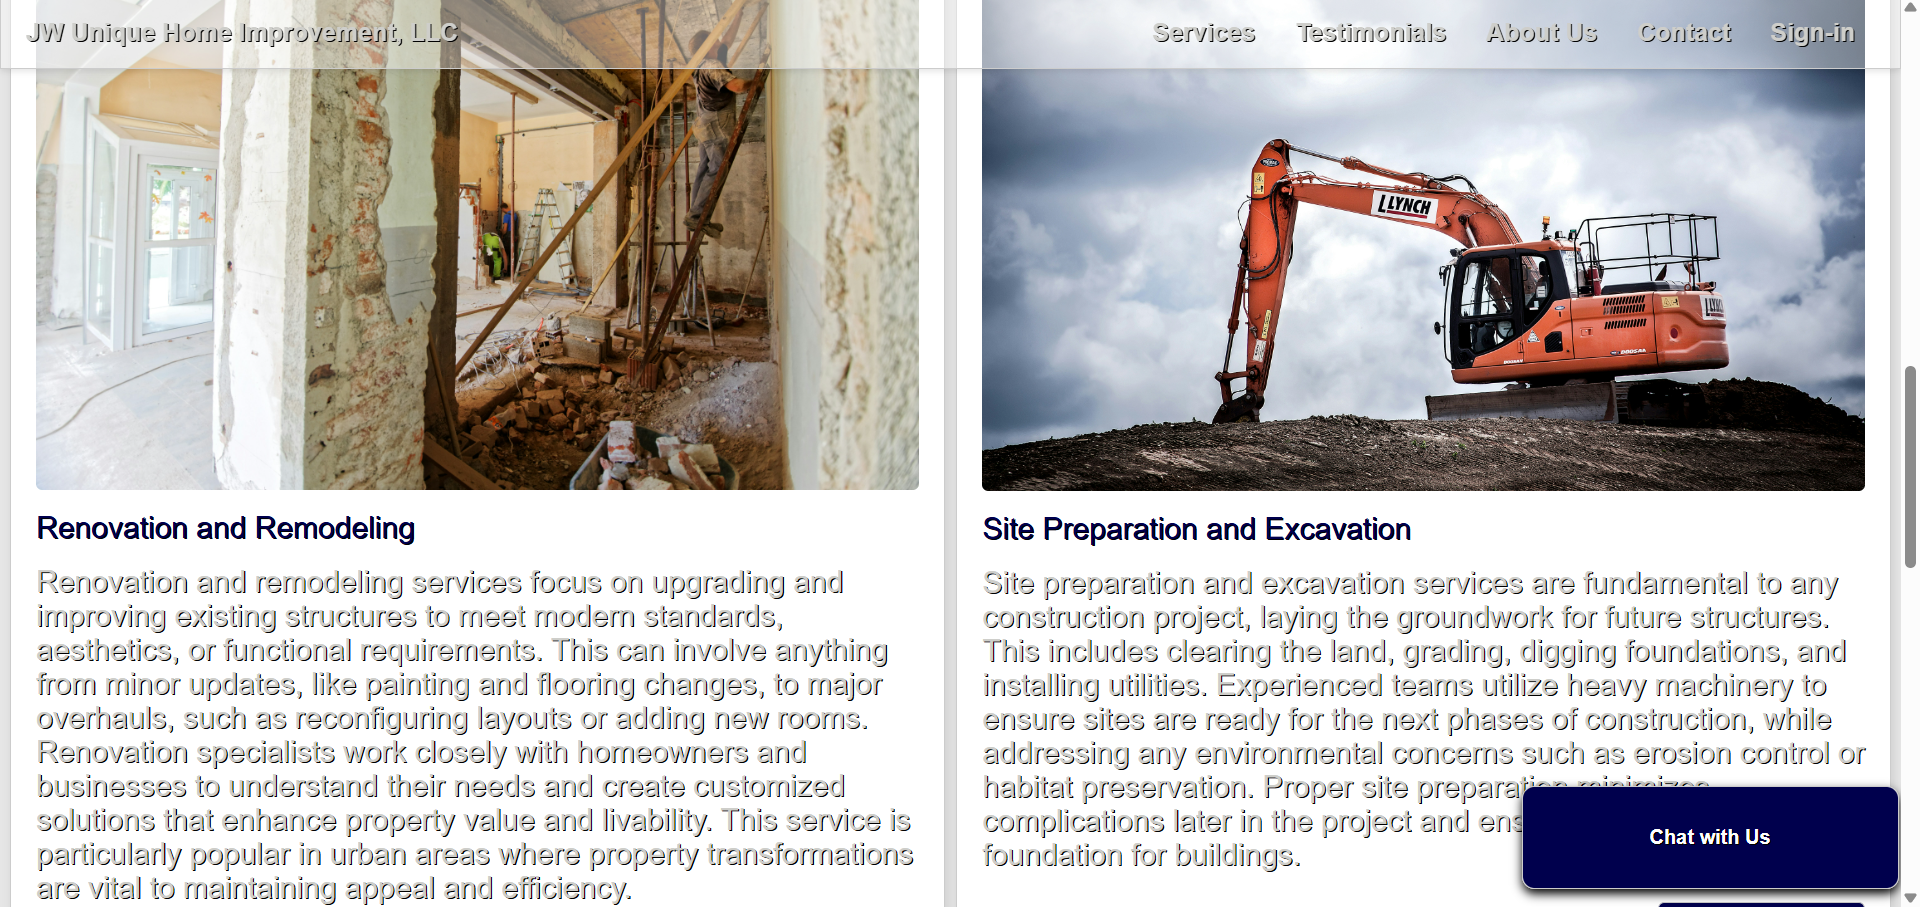 JW Unique Home Improvement, LLC
Services
Testimonials
About Us
Contact
Sign-in
LLYNCH
DOOSAN
Renovation and Remodeling
Renovation and remodeling services focus on upgrading and
improving existing structures to meet modern standards,
aesthetics, or functional requirements. This can involve anything
from minor updates, like painting and flooring changes, to major
overhauls, such as reconfiguring layouts or adding new rooms.
Renovation specialists work closely with homeowners and
businesses to understand their needs and create customized
solutions that enhance property value and livability. This service is
particularly popular in urban areas where property transformations
are vital to maintaining appeal and efficiency.
Site Preparation and Excavation
Site preparation and excavation services are fundamental to any
construction project, laying the groundwork for future structures.
This includes clearing the land, grading, digging foundations, and
installing utilities. Experienced teams utilize heavy machinery to
ensure sites are ready for the next phases of construction, while
addressing any environmental concerns such as erosion control or
habitat preservation. Proper site preparation minimizes
complications later in the project and ens
foundation for buildings.
Chat with Us